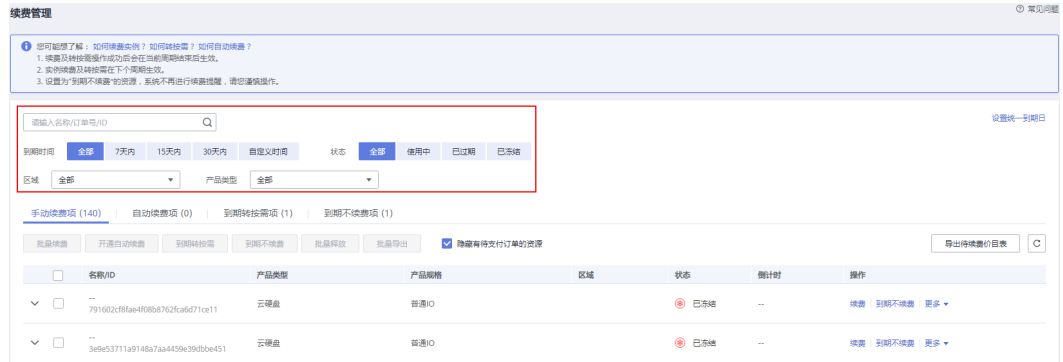 续费管理
常见问题
您可能想了解：如何续费实例？如何转按需？如何自动续费？
1. 续费及转按需操作成功后会在当前周期结束后生效。
2. 实例续费及转按需在下个周期生效。
3. 设置为"到期不续费"的资源，系统不再进行续费提醒，请您谨慎操作。
请输入名称/订单号/ID
设置统一到期日
到期时间 全部 7天内 15天内 30天内 自定义时间 状态 全部 使用中 已过期 已冻结
区域 全部 产品类型 全部
手动续费项 (140) 自动续费项 (0) 到期转按需项 (1) 到期不续费项 (1)
批量续费 开通自动续费 到期转按需 到期不续费 批量释放 批量导出 隐藏有待支付订单的资源 导出待续费价目表
名称/ID 产品类型 产品规格 区域 状态 倒计时 操作
-- 云硬盘 普通IO 已冻结 -- 续费 到期不续费 更多
791602cf8fae4f08b8762fca6d71ce11
-- 云硬盘 普通IO 已冻结 -- 续费 到期不续费 更多
3e9e53711a9148a7aa4459e39dbbe451